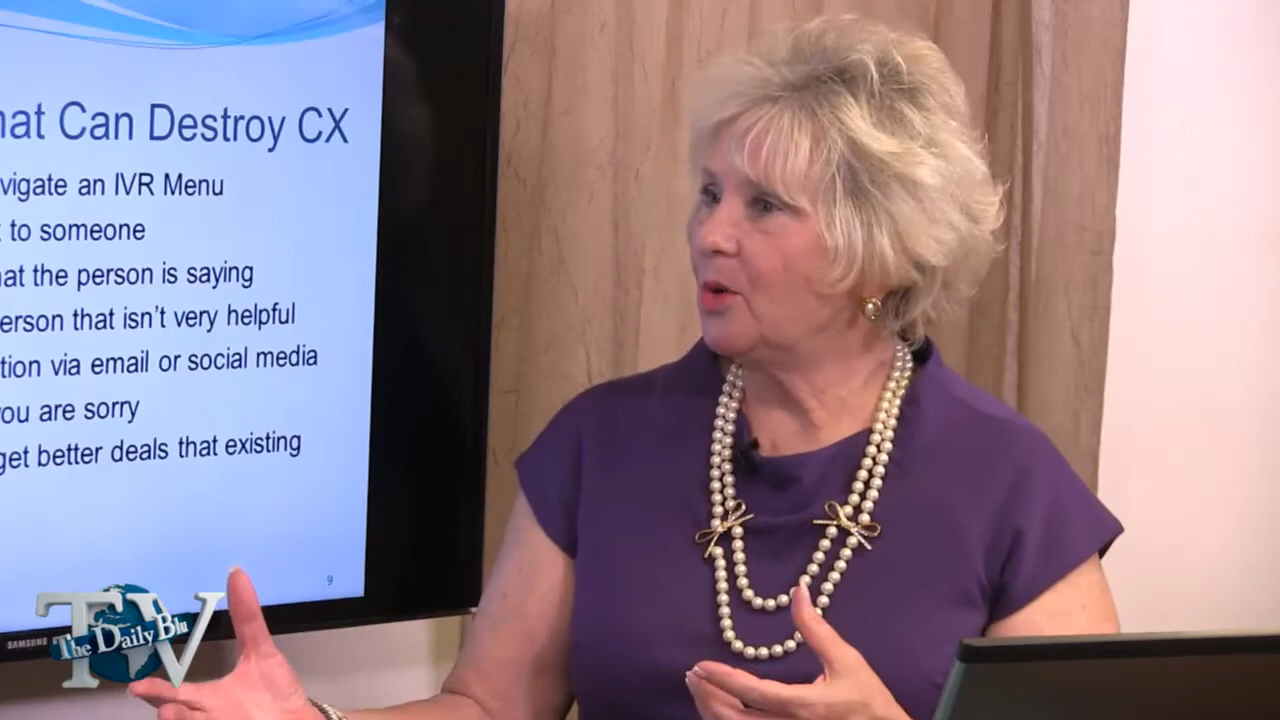 hat Can Destroy CX
vigate an IVR Menu
to someone
hat the person is saying
erson that isn't very helpful
tion via email or social media
you are sorry
get better deals that existing
9
SAMSUNG
TV
The Daily Blu